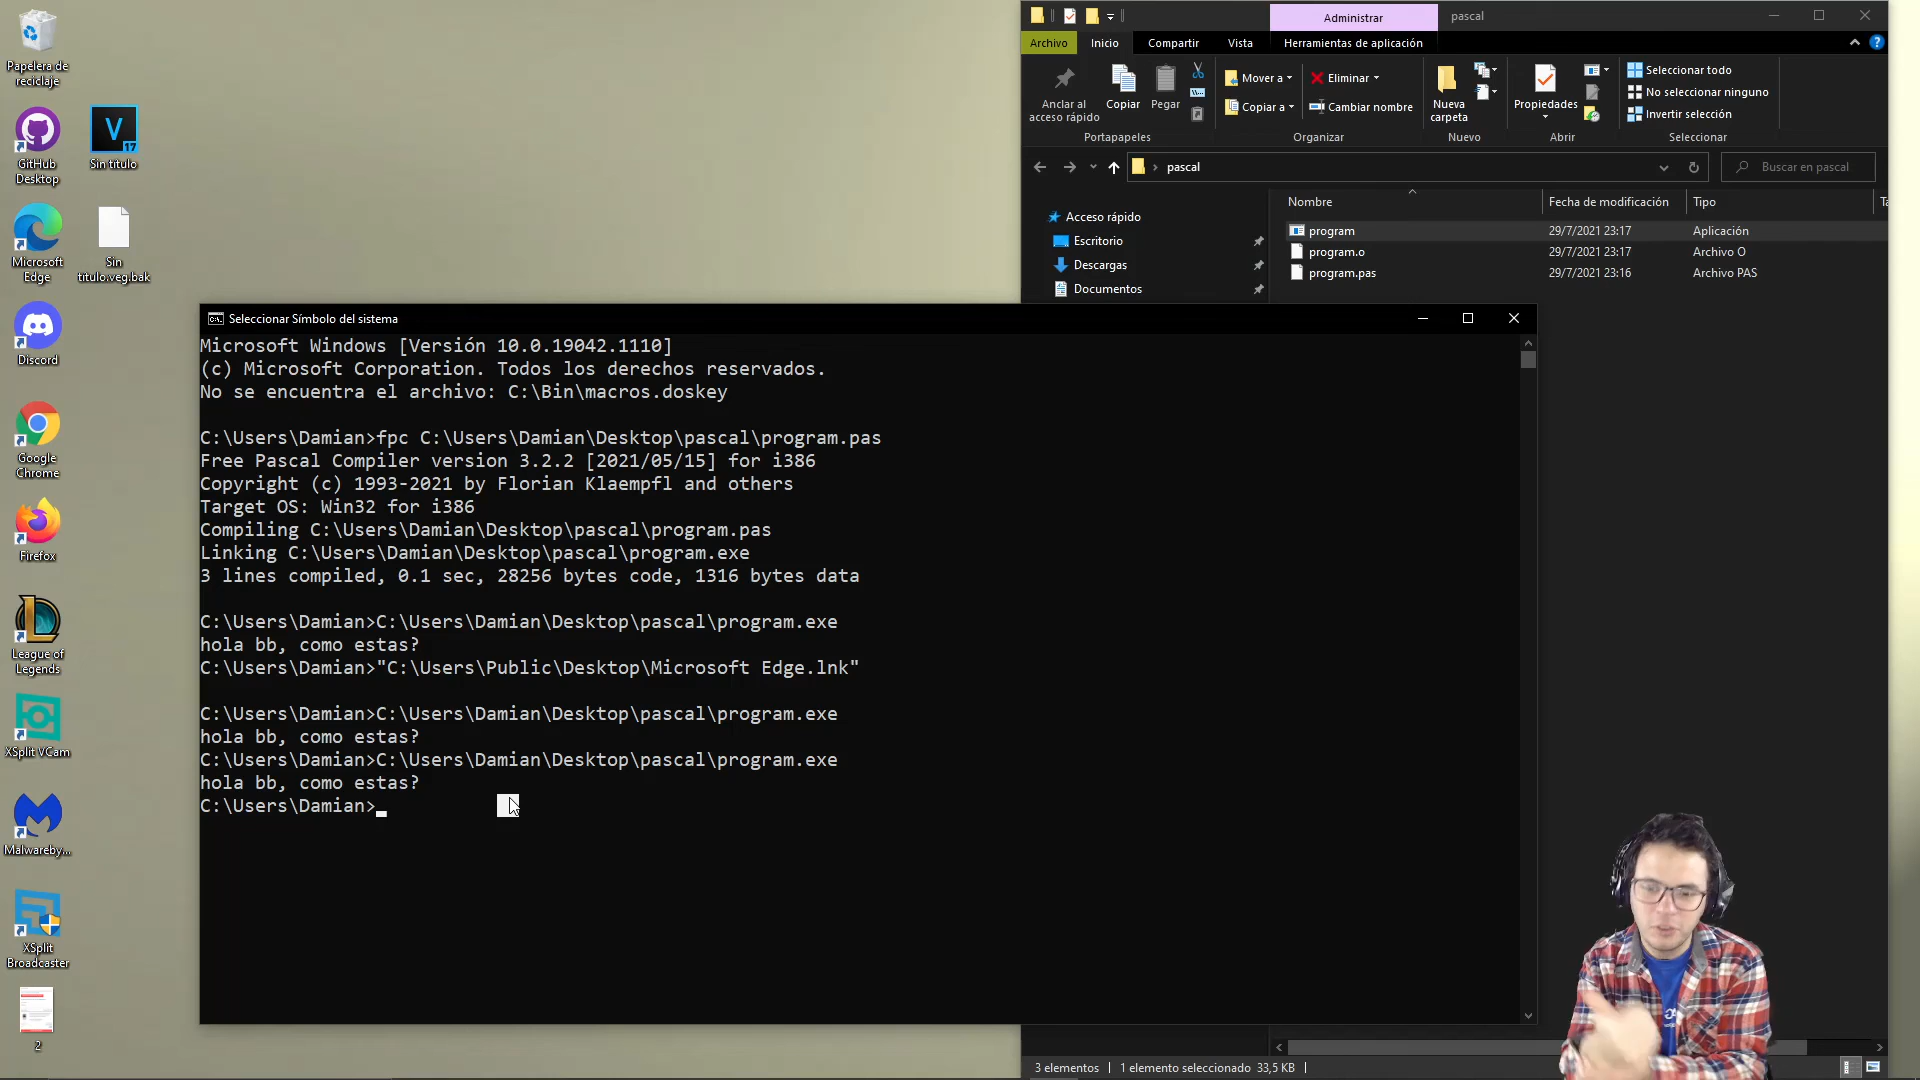 Papelera de
reciclaje
GitHub
Desktop
Sin titulo
17
Microsoft
Edge
Sin
titulo.veg.bak
Discord
Google
Chrome
Firefox
League of
Legends
XSplit VCam
Malwareby...
XSplit
Broadcaster
2
Administrar
pascal
Archivo
Inicio
Compartir
Vista
Herramientas de aplicación
Anclar al
acceso rápido
Copiar
Pegar
Portapapeles
Mover a
Copiar a
Eliminar
Cambiar nombre
Organizar
Nueva
carpeta
Nuevo
Propiedades
Abrir
Seleccionar todo
No seleccionar ninguno
Invertir selección
Seleccionar
pascal
Buscar en pascal
Acceso rápido
Escritorio
Descargas
Documentos
Nombre
Fecha de modificación
Tipo
Ta
program
29/7/2021 23:17
Aplicación
program.o
29/7/2021 23:17
Archivo O
program.pas
29/7/2021 23:16
Archivo PAS
Seleccionar Símbolo del sistema
Microsoft Windows [Versión 10.0.19042.1110]
(c) Microsoft Corporation. Todos los derechos reservados.
No se encuentra el archivo: C:\Bin\macros.doskey
C:\Users\Damian>fpc C:\Users\Damian\Desktop\pascal\program.pas
Free Pascal Compiler version 3.2.2 [2021/05/15] for i386
Copyright (c) 1993-2021 by Florian Klaempfl and others
Target OS: Win32 for i386
Compiling C:\Users\Damian\Desktop\pascal\program.pas
Linking C:\Users\Damian\Desktop\pascal\program.exe
3 lines compiled, 0.1 sec, 28256 bytes code, 1316 bytes data
C:\Users\Damian>C:\Users\Damian\Desktop\pascal\program.exe
hola bb, como estas?
C:\Users\Damian>"C:\Users\Public\Desktop\Microsoft Edge.lnk"
C:\Users\Damian>C:\Users\Damian\Desktop\pascal\program.exe
hola bb, como estas?
C:\Users\Damian>C:\Users\Damian\Desktop\pascal\program.exe
hola bb, como estas?
C:\Users\Damian>
3 elementos
1 elemento seleccionado 33,5 KB